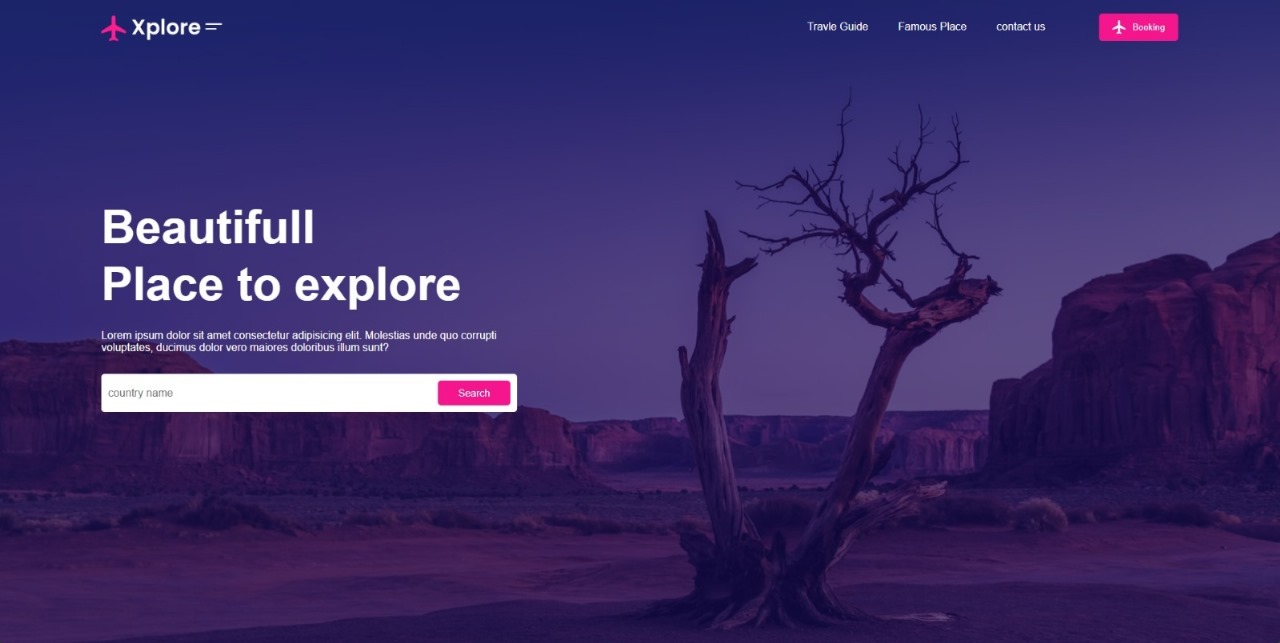 Xplore
Travle Guide
Famous Place
contact us
Booking
Beautifull
Place to explore
Lorem ipsum dolor sit amet consectetur adipisicing elit. Molestias unde quo corrupti
voluptates, ducimus dolor vero maiores doloribus illum sunt?
country name
Search